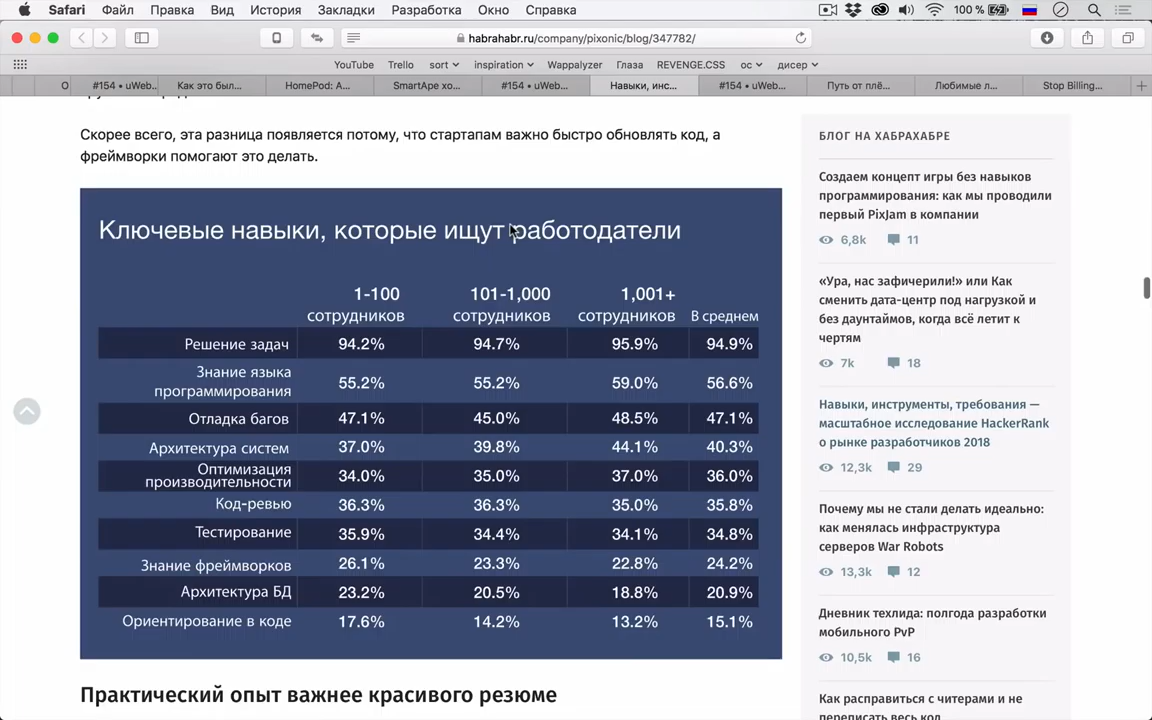 Safari Файл Правка Вид История Закладки Разработка Окно Справка 100 %
habrahabr.ru/company/pixonic/blog/347782/
YouTube Trello sort inspiration Wappalyzer Глаза REVENGE.CSS ос дисер
О #154 • uWeb... Как это был... HomePod: А... SmartApe хо... #154 • uWeb... Навыки, инс... #154 • uWeb... Путь от плё... Любимые л... Stop Billing...
Скорее всего, эта разница появляется потому, что стартапам важно быстро обновлять код, а
фреймворки помогают это делать.
Ключевые навыки, которые ищут работодатели
1-100 сотрудников 101-1,000 сотрудников 1,001+ сотрудников В среднем
Решение задач 94.2% 94.7% 95.9% 94.9%
Знание языка программирования 55.2% 55.2% 59.0% 56.6%
Отладка багов 47.1% 45.0% 48.5% 47.1%
Архитектура систем 37.0% 39.8% 44.1% 40.3%
Оптимизация производительности 34.0% 35.0% 37.0% 36.0%
Код-ревью 36.3% 36.3% 35.0% 35.8%
Тестирование 35.9% 34.4% 34.1% 34.8%
Знание фреймворков 26.1% 23.3% 22.8% 24.2%
Архитектура БД 23.2% 20.5% 18.8% 20.9%
Ориентирование в коде 17.6% 14.2% 13.2% 15.1%
Практический опыт важнее красивого резюме
БЛОГ НА ХАБРАХАБРЕ
Создаем концепт игры без навыков
программирования: как мы проводили
первый PixJam в компании
6,8k 11
«Ура, нас зафичерили!» или Как
сменить дата-центр под нагрузкой и
без даунтаймов, когда всё летит к
чертям
7k 18
Навыки, инструменты, требования —
масштабное исследование HackerRank
о рынке разработчиков 2018
12,3k 29
Почему мы не стали делать идеально:
как менялась инфраструктура
серверов War Robots
13,3k 12
Дневник техлида: полгода разработки
мобильного PvP
10,5k 16
Как расправиться с читерами и не
переписать весь код